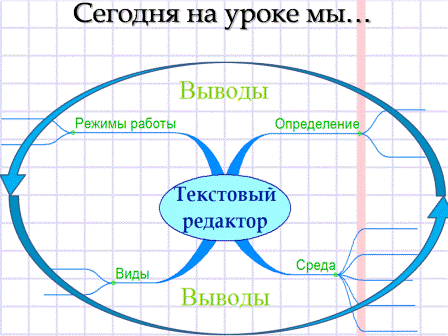 Сегодня на уроке мы…
Выводы
Режимы работы
Определение
Текстовый
редактор
Виды
Среда
Выводы